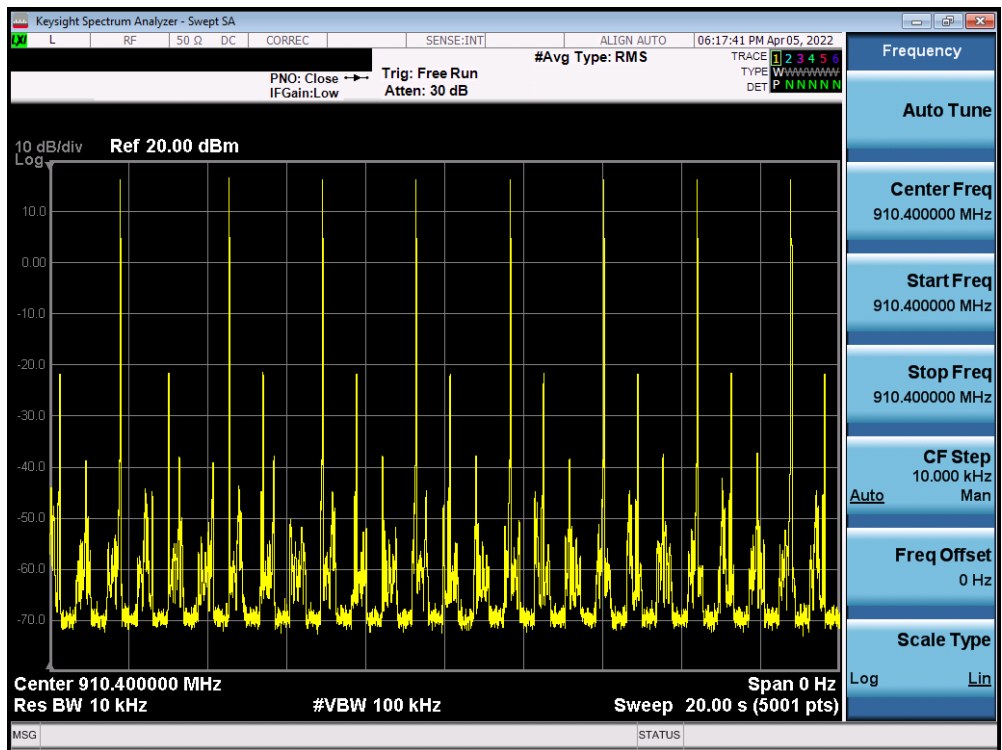 Keysight Spectrum Analyzer - Swept SA
LXI L RF 50 Ω DC CORREC SENSE:INT ALIGN AUTO 06:17:41 PM Apr 05, 2022
#Avg Type: RMS
TRACE 1 2 3 4 5 6
PNO: Close Trig: Free Run
TYPE W W W W W W
IFGain:Low Atten: 30 dB
DET P N N N N N
10 dB/div Ref 20.00 dBm
Log
10.0
0.00
-10.0
-20.0
-30.0
-40.0
-50.0
-60.0
-70.0
Center 910.400000 MHz Span 0 Hz
Res BW 10 kHz #VBW 100 kHz Sweep 20.00 s (5001 pts)
MSG STATUS
Frequency
Auto Tune
Center Freq
910.400000 MHz
Start Freq
910.400000 MHz
Stop Freq
910.400000 MHz
CF Step
10.000 kHz
Auto Man
Freq Offset
0 Hz
Scale Type
Log Lin